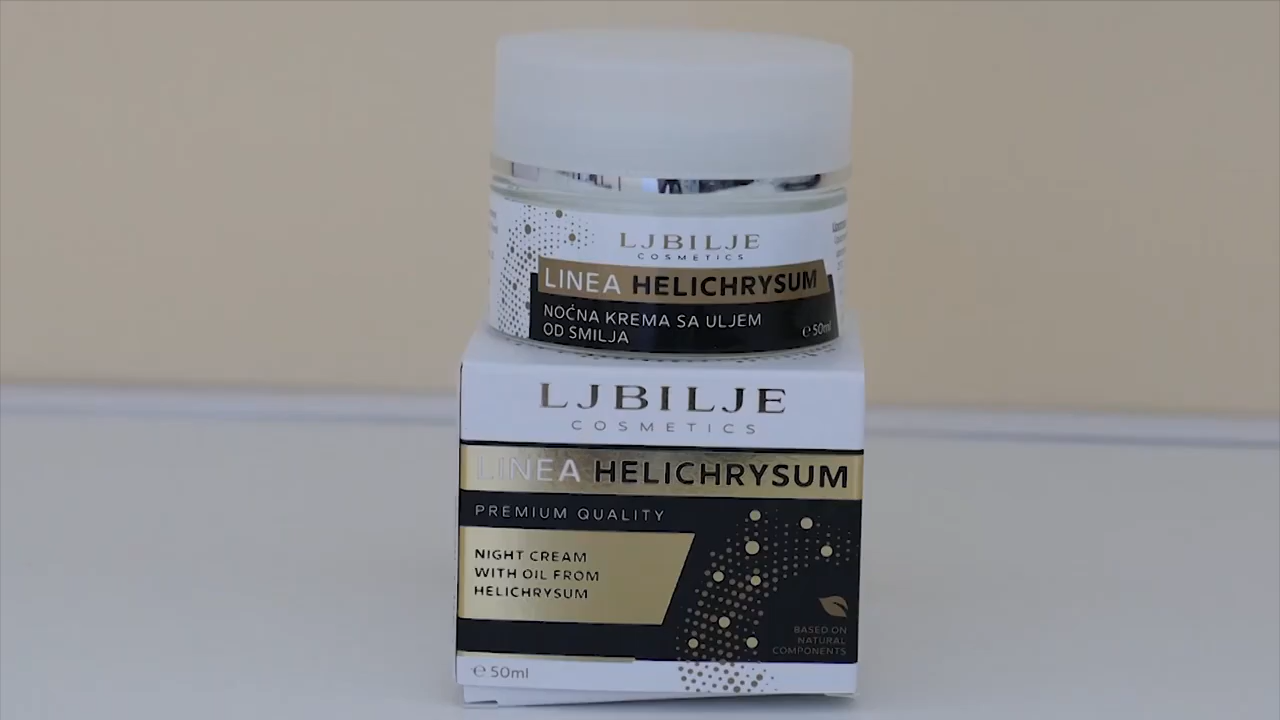 LJBILJE
COSMETICS
LINEA HELICHRYSUM
NOĆNA KREMA SA ULJEM
OD SMILJA
℮ 50ml
LJBILJE
COSMETICS
LINEA HELICHRYSUM
PREMIUM QUALITY
NIGHT CREAM
WITH OIL FROM
HELICHRYSUM
BASED ON
NATURAL
COMPONENTS
℮ 50ml